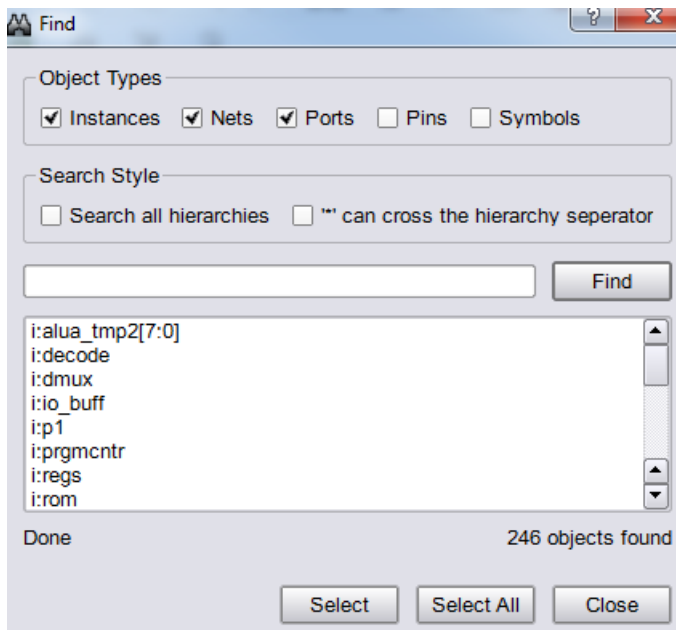 Find
?
X
Object Types
Instances Nets Ports Pins Symbols
Search Style
Search all hierarchies '*' can cross the hierarchy seperator
Find
i:alua_tmp2[7:0]
i:decode
i:dmux
i:io_buff
i:p1
i:prgmcntr
i:regs
i:rom
Done 246 objects found
Select Select All Close